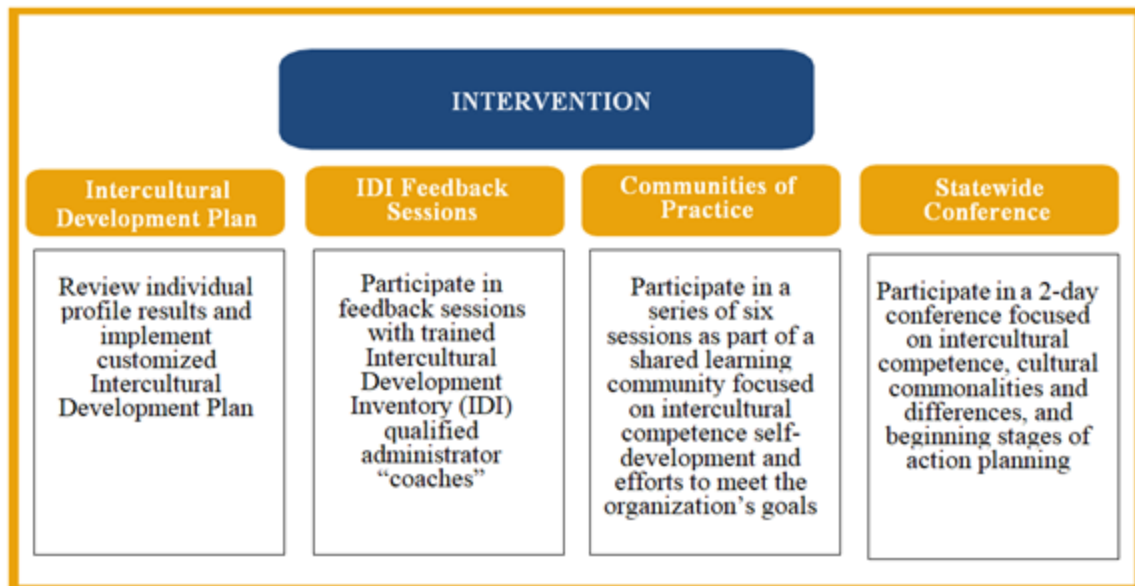 INTERVENTION
Intercultural
Development Plan
Review individual
profile results and
implement
customized
Intercultural
Development Plan
IDI Feedback
Sessions
Participate in
feedback sessions
with trained
Intercultural
Development
Inventory (IDI)
qualified
administrator
“coaches”
Communities of
Practice
Participate in a
series of six
sessions as part of a
shared learning
community focused
on intercultural
competence self-
development and
efforts to meet the
organization’s goals
Statewide
Conference
Participate in a 2-day
conference focused
on intercultural
competence, cultural
commonalities and
differences, and
beginning stages of
action planning